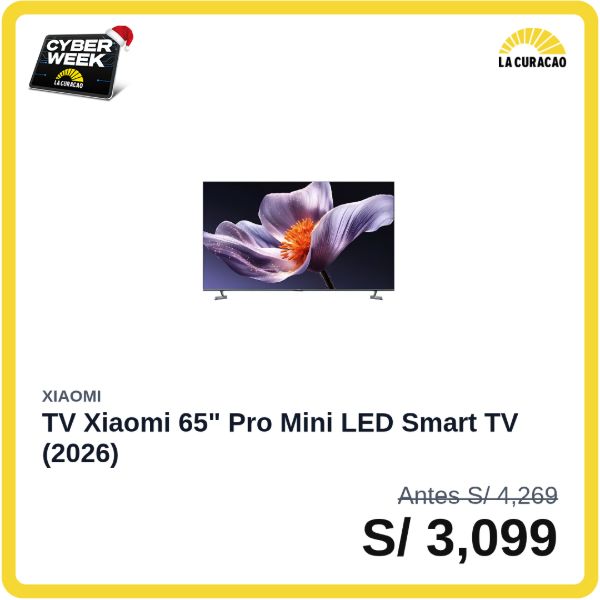 CYBER
WEEK
LA CURACAO
LA CURACAO
XIAOMI
TV Xiaomi 65" Pro Mini LED Smart TV
(2026)
Antes S/ 4,269
S/ 3,099